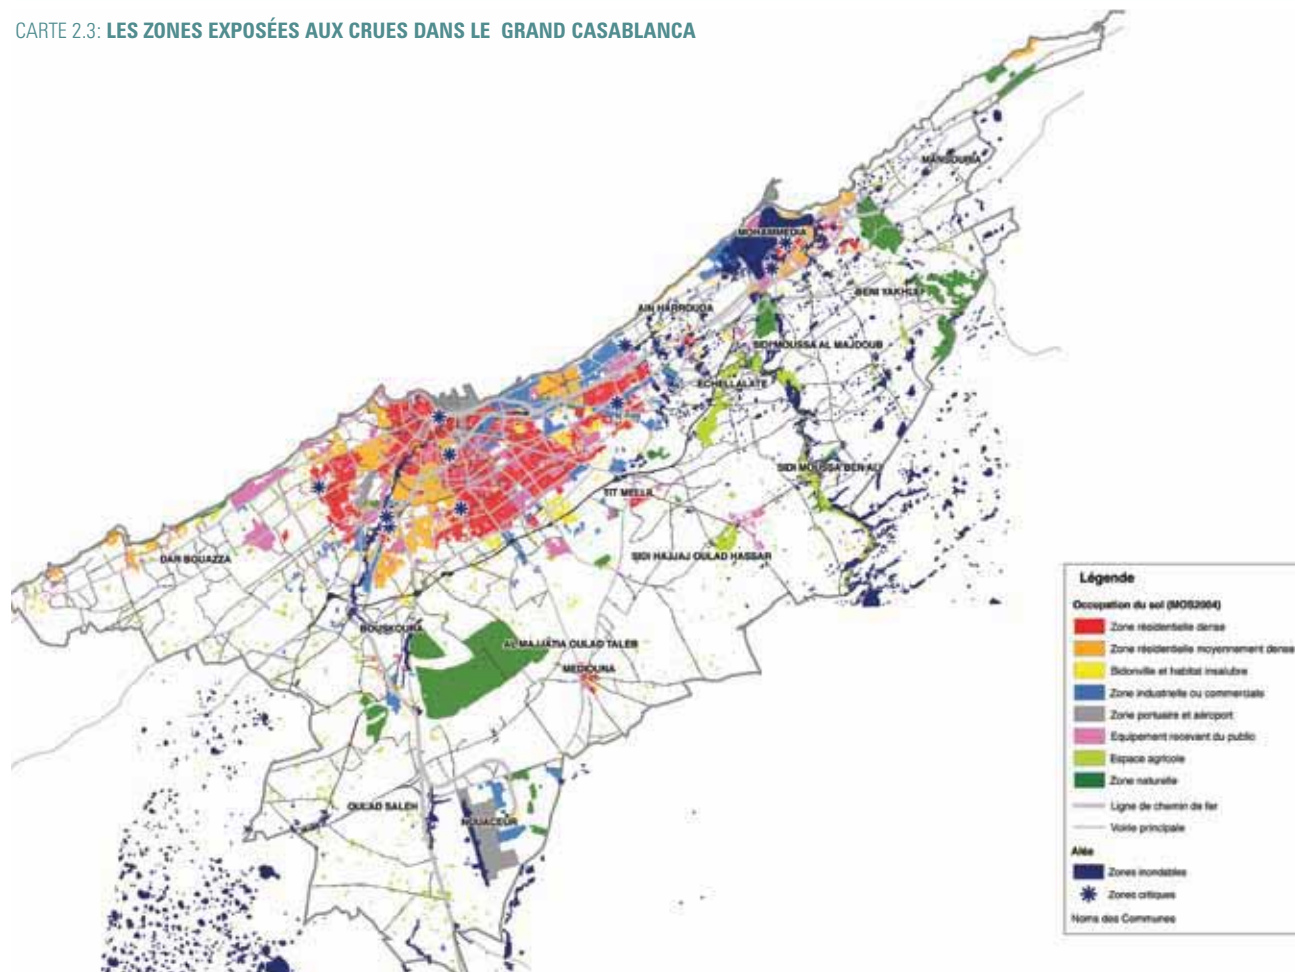 CARTE 2.3: LES ZONES EXPOSÉES AUX CRUES DANS LE GRAND CASABLANCA
MANSOURIA
MOHAMMEDIA
BENI YAKHLEF
AIN HARROUDA
SIDI MOUSSA AL MAJDOUB
ECHELLALATE
SIDI MOUSSA BEN ALI
TIT MELLIL
DAR BOUAZZA
SIDI HAJJAJ OULAD HASSAR
BOUSKOURA
AL MAJJATIA OULAD TALEB
MEDIOUNA
OULAD SALEH
NOUACEUR
Légende
Occupation du sol (MOS2004)
Zone résidentielle dense
Zone résidentielle moyennement dense
Bidonville et habitat insalubre
Zone industrielle ou commerciale
Zone portuaire et aéroport
Equipement recevant du public
Espace agricole
Zone naturelle
Ligne de chemin de fer
Voirie principale
Aléa
Zones inondables
Zones critiques
Noms des Communes